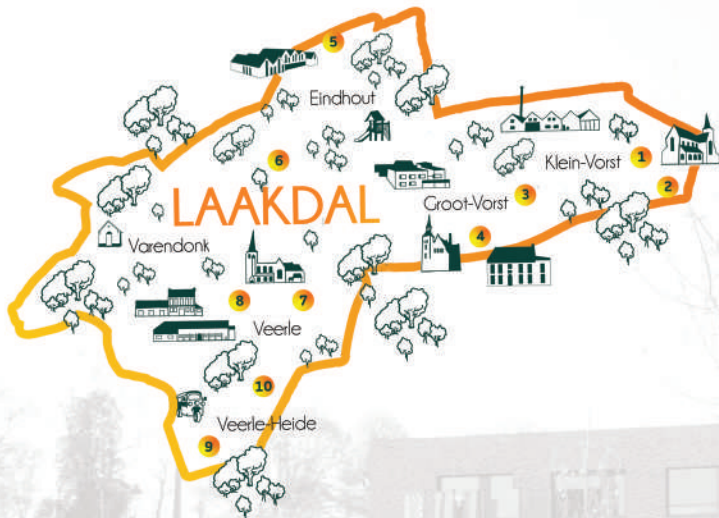 5
Eindhout
1
Klein-Vorst
6
2
3
LAAKDAL
Groot-Vorst
4
Varendonk
8
7
Veerle
10
Veerle-Heide
9